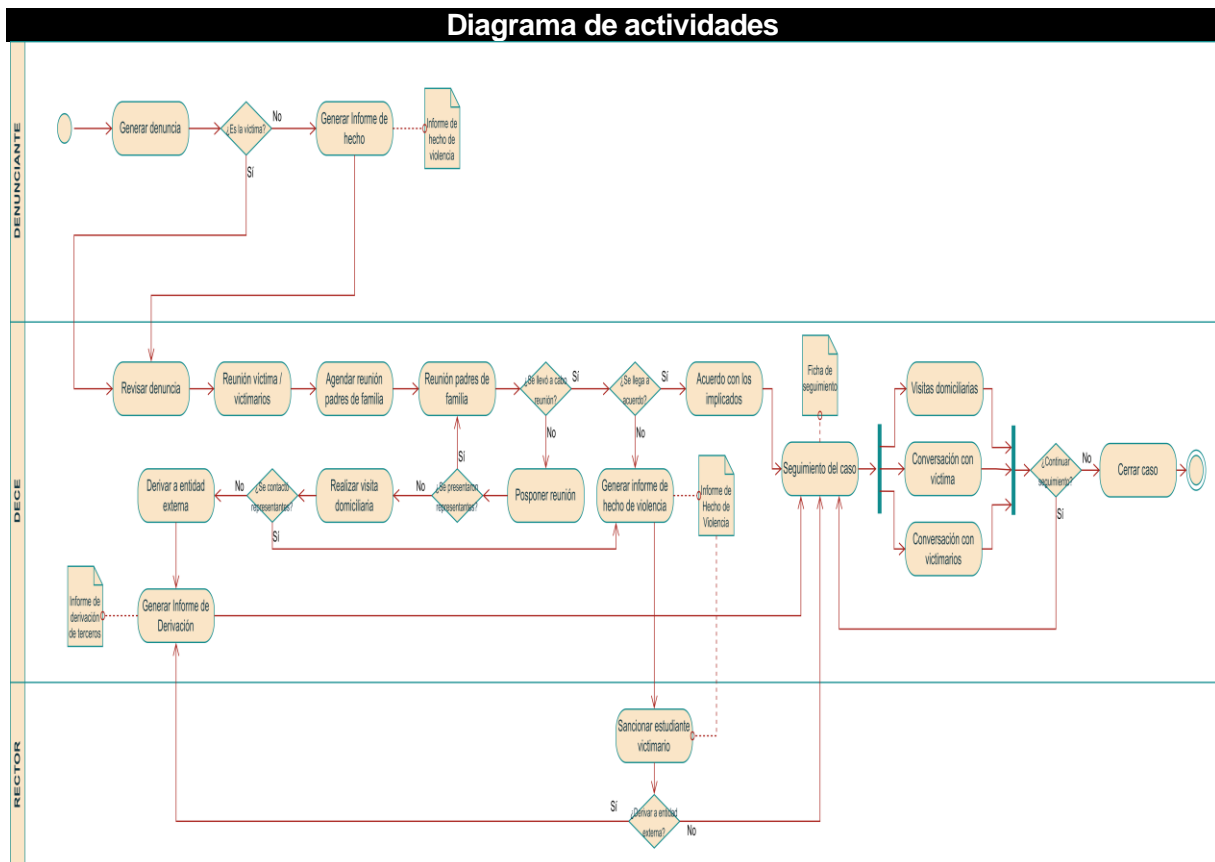 Diagrama de actividades
DENUNCIANTE
Generar denuncia
¿Es la víctima?
No
Sí
Generar Informe de
hecho
Informe de
hecho de
violencia
DECE
Revisar denuncia
Reunión víctima /
victimarios
Agendar reunión
padres de familia
Reunión padres de
familia
¿Se llevó a cabo
reunión?
Sí
No
¿Se llega a
acuerdo?
Sí
No
Acuerdo con los
implicados
Ficha de
seguimiento
Seguimiento del caso
Visitas domiciliarias
Conversación con
víctima
Conversación con
victimarios
¿Continuar
seguimiento?
No
Sí
Cerrar caso
Derivar a entidad
externa
No
¿Se contactó
representantes?
Sí
Realizar visita
domiciliaria
No
¿Se presentaron
representantes?
Sí
Posponer reunión
Generar informe de
hecho de violencia
Informe de
Hecho de
Violencia
Informe de
derivación
de terceros
Generar Informe de
Derivación
RECTOR
Sancionar estudiante
victimario
Sí
¿Derivar a entidad
externa?
No